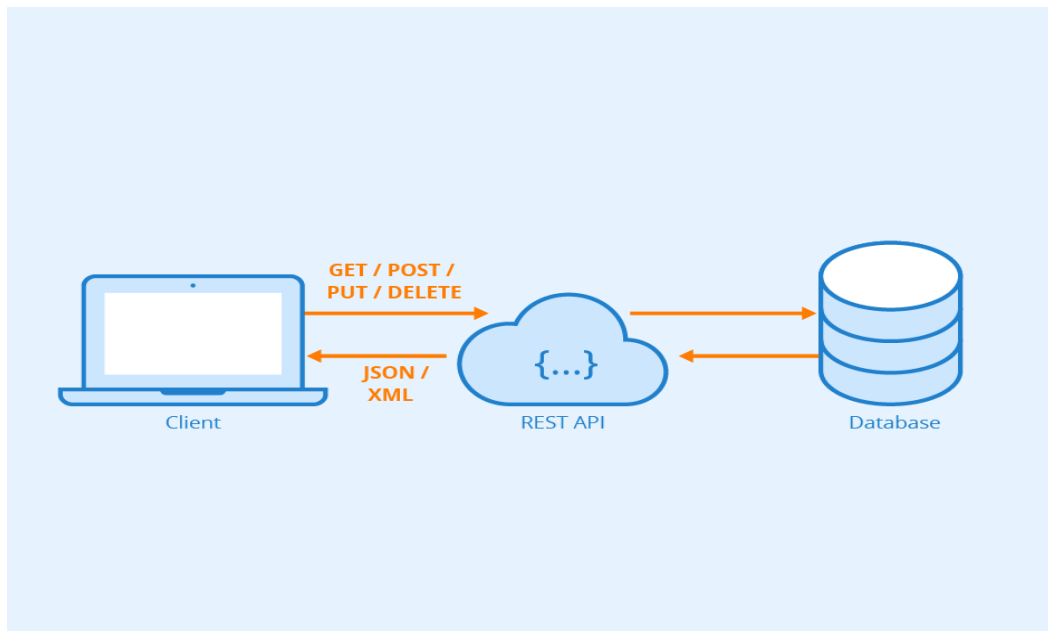 GET / POST /
PUT / DELETE
JSON /
XML
{...}
Client
REST API
Database